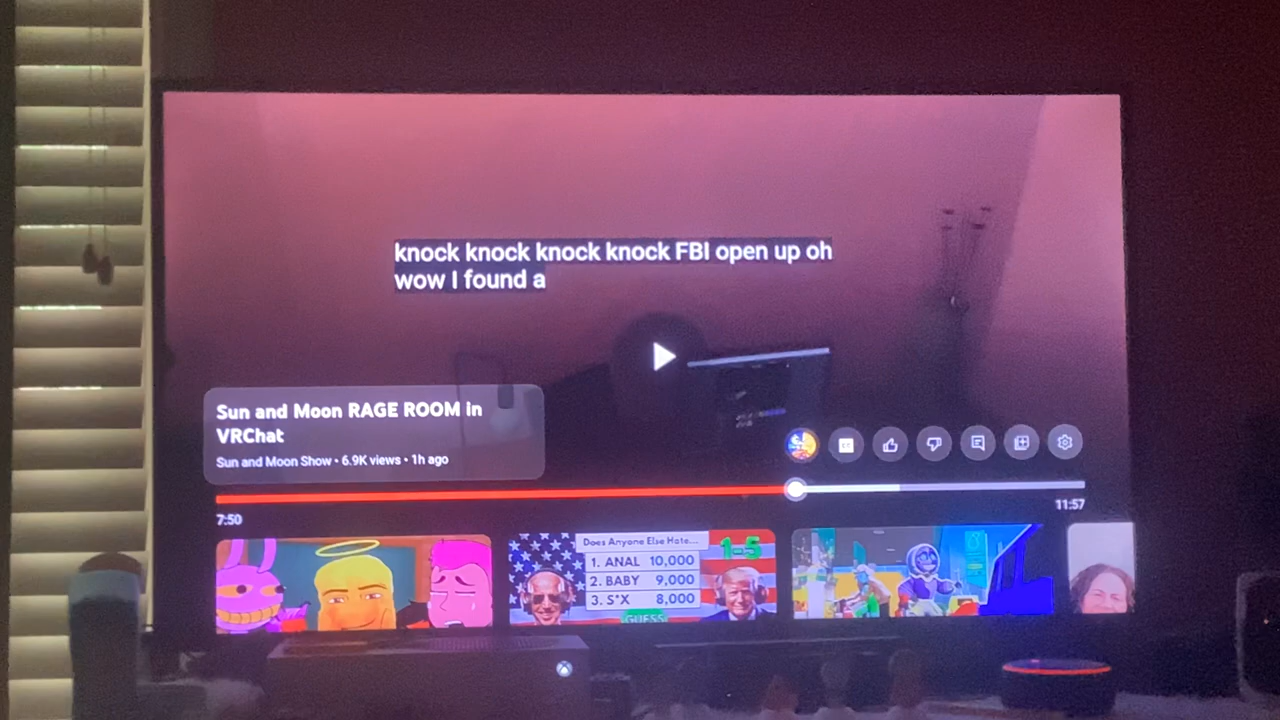 knock knock knock knock FBI open up oh
wow I found a
Sun and Moon RAGE ROOM in
VRChat
Sun and Moon Show • 6.9K views • 1h ago
7:50
11:57
Does Anyone Else Hate...
1. ANAL 10,000
2. BABY 9,000
3. S*X 8,000
GUESS
1-5